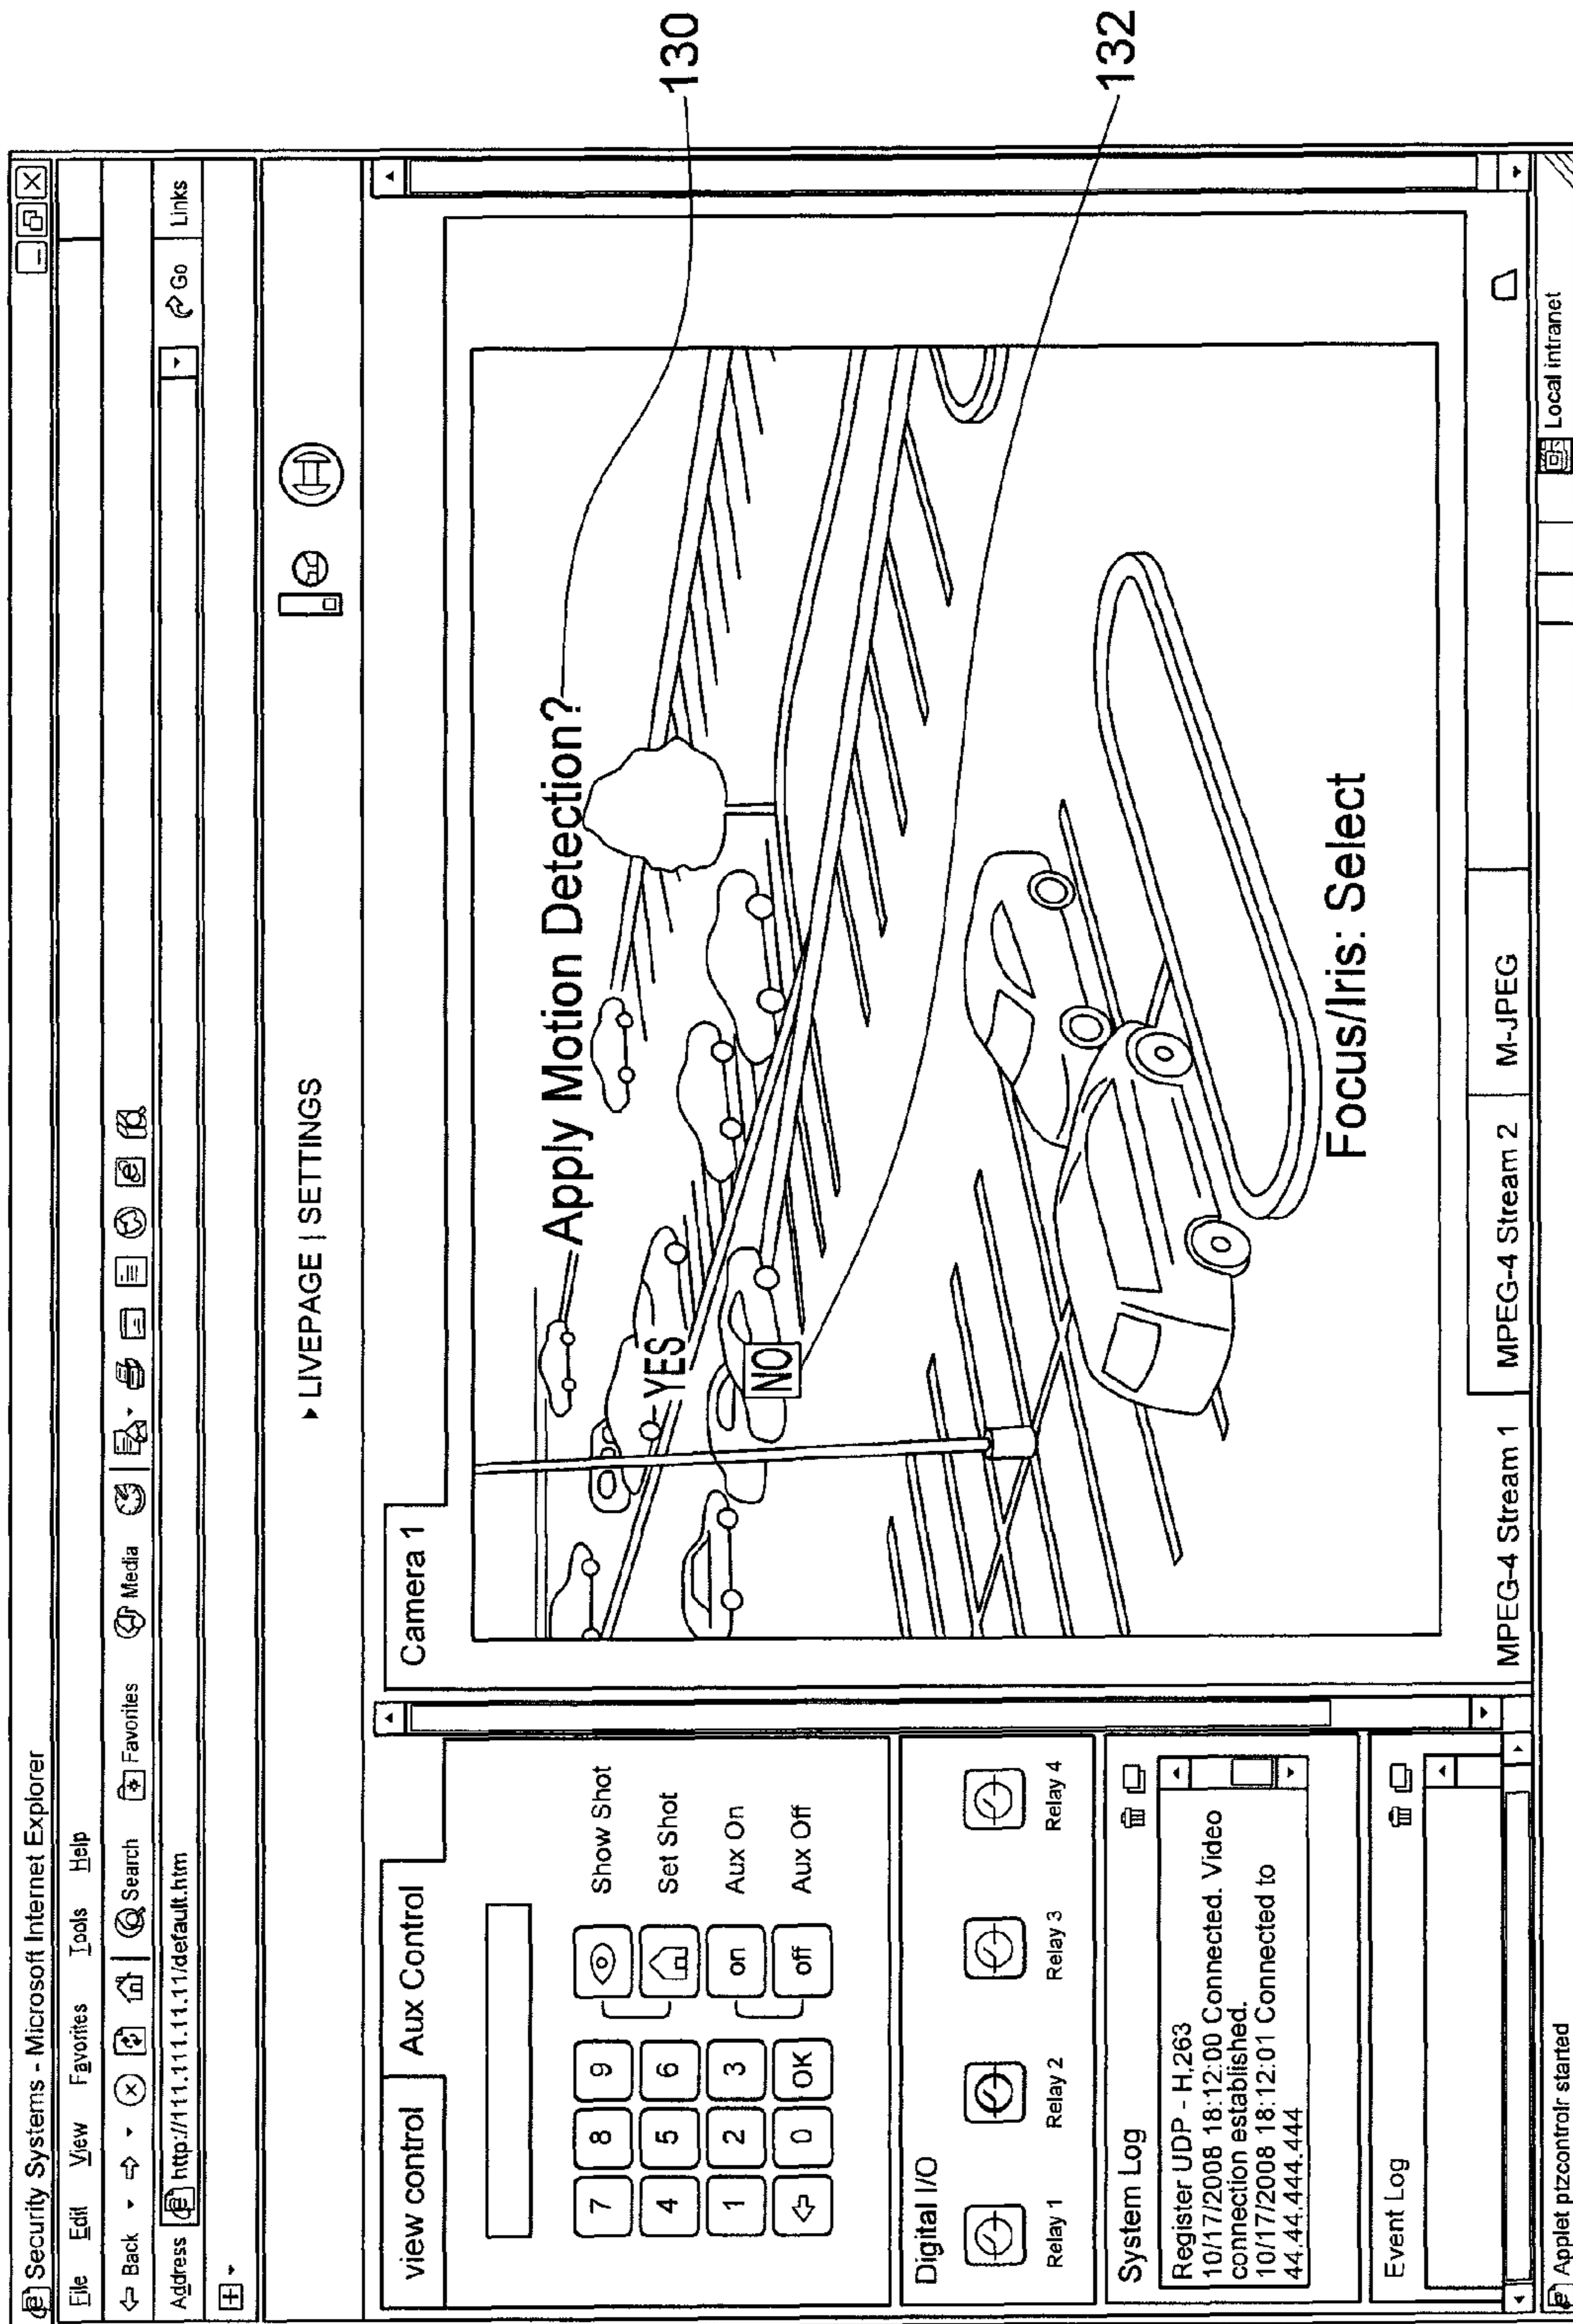 Security Systems - Microsoft Internet Explorer
File Edit View Favorites Tools Help
Back Search Favorites Media
Address http://111.111.11.11/default.htm Go Links
LIVEPAGE | SETTINGS
view control Aux Control
7 8 9 Show Shot
4 5 6 Set Shot
1 2 3 on Aux On
0 OK off Aux Off
Digital I/O
Relay 1 Relay 2 Relay 3 Relay 4
System Log
Register UDP - H.263
10/17/2008 18:12:00 Connected. Video
connection established.
10/17/2008 18:12:01 Connected to
44.44.444.444
Event Log
Camera 1
Apply Motion Detection?
YES
NO
Focus/Iris: Select
MPEG-4 Stream 1 MPEG-4 Stream 2 M-JPEG
Applet ptzcontrolr started Local intranet
130
132